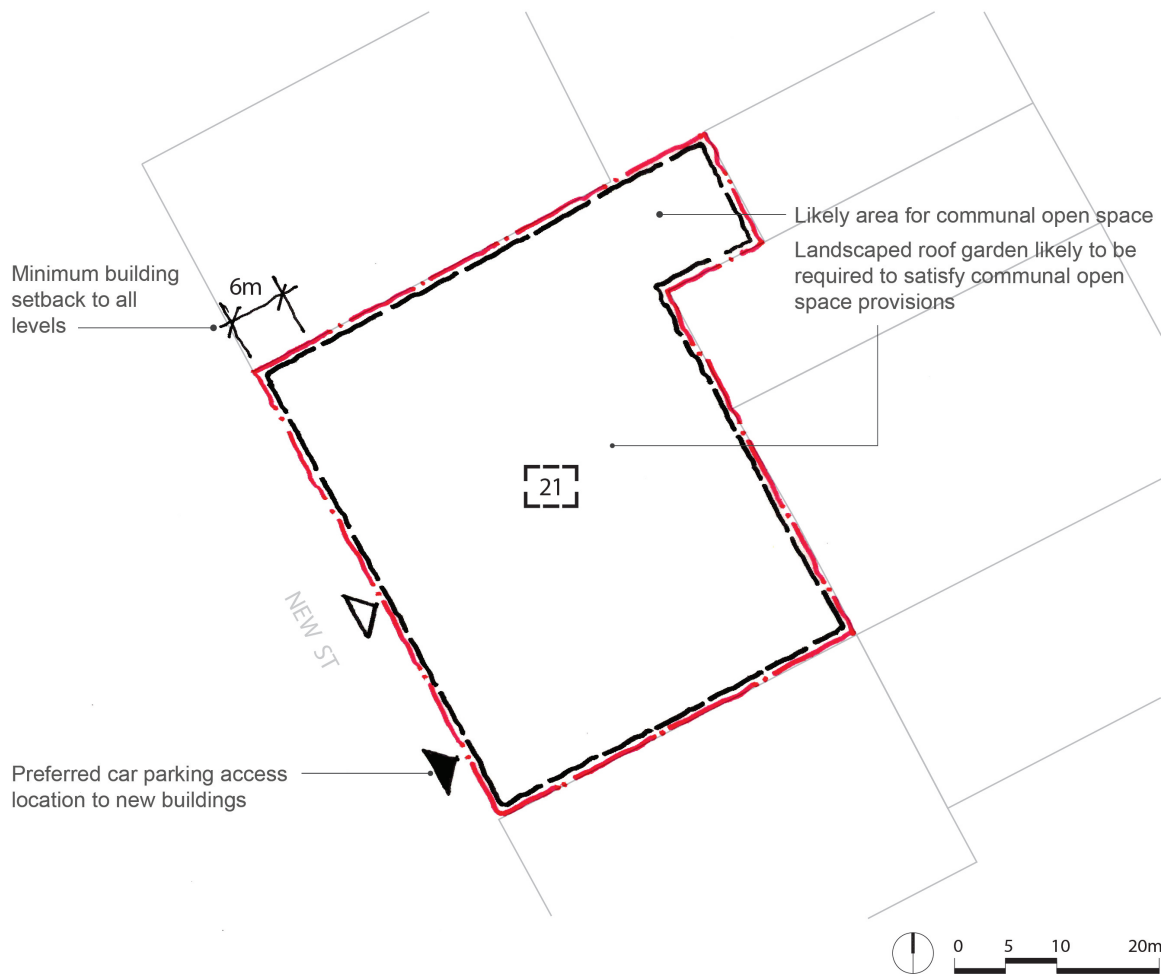 Likely area for communal open space
Landscaped roof garden likely to be
required to satisfy communal open
space provisions
Minimum building
setback to all
levels
6m
21
NEW ST
Preferred car parking access
location to new buildings
0 5 10 20m